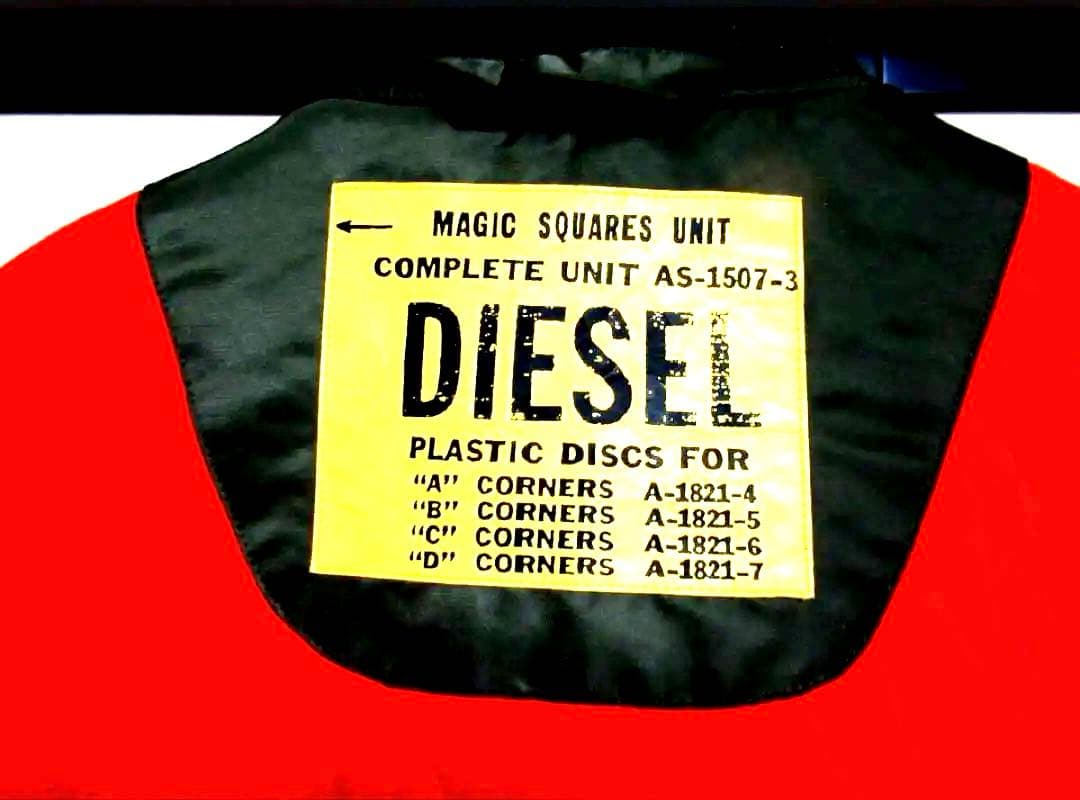 ← MAGIC SQUARES UNIT
COMPLETE UNIT AS-1507-3
DIESEL
PLASTIC DISCS FOR
“A” CORNERS A-1821-4
“B” CORNERS A-1821-5
“C” CORNERS A-1821-6
“D” CORNERS A-1821-7